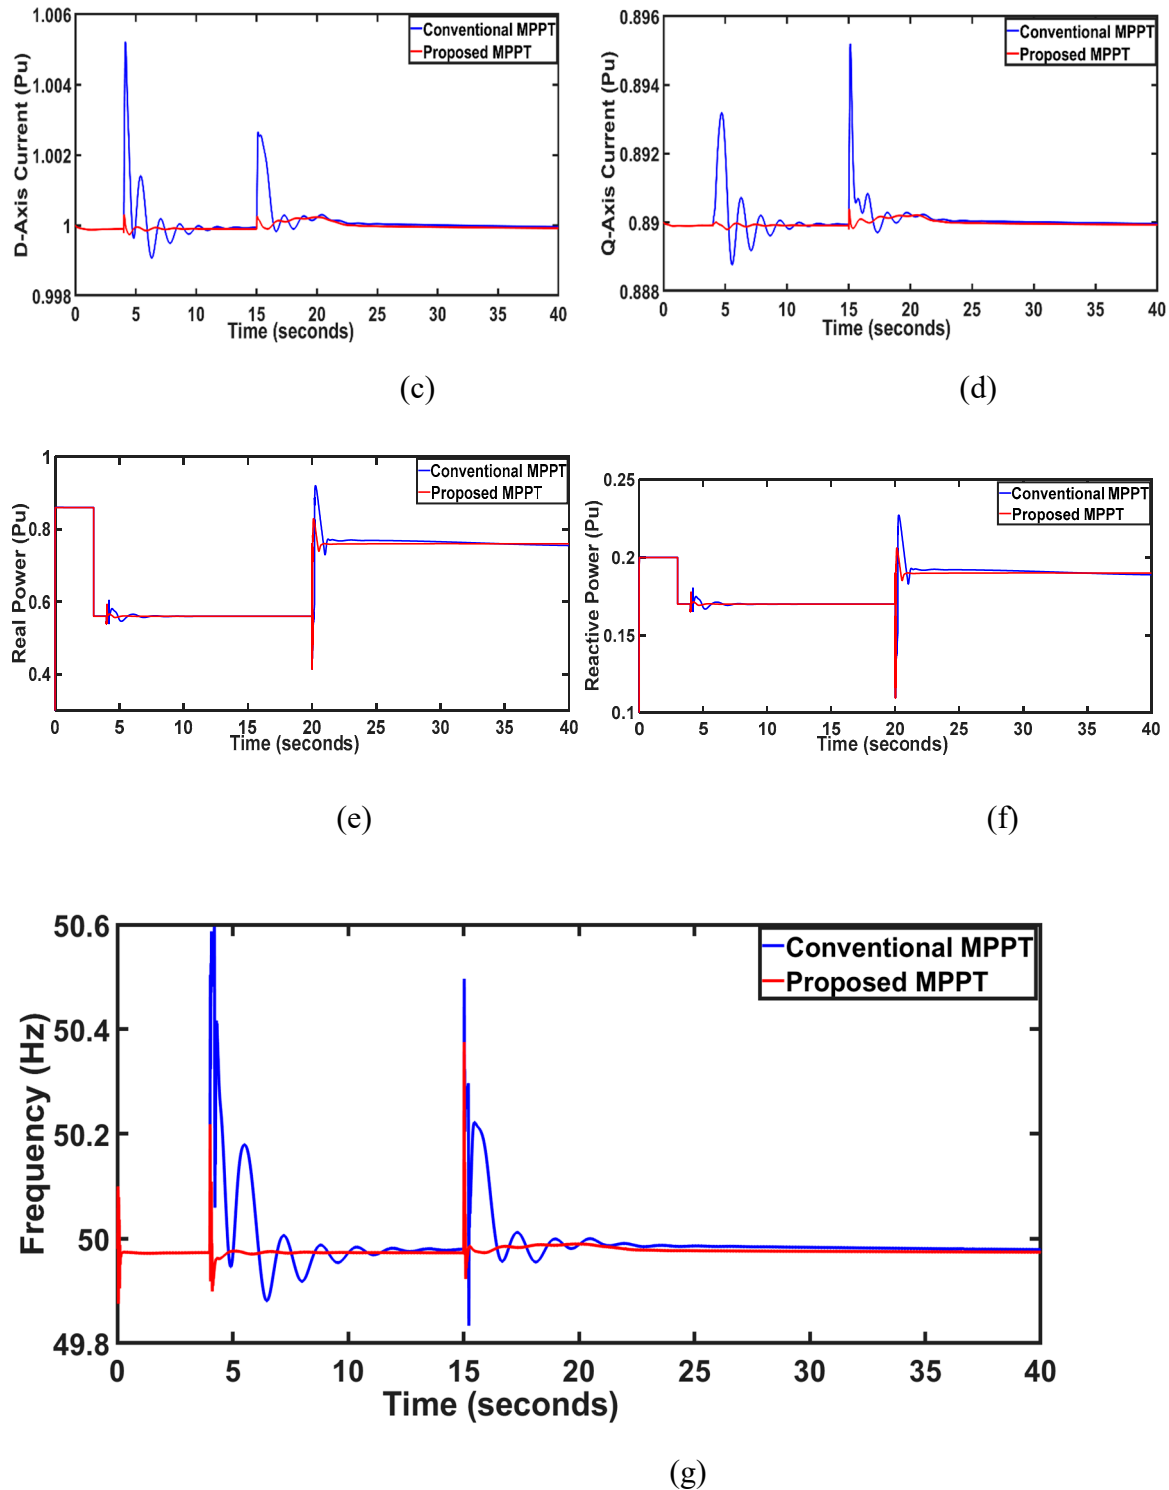 1.006
1.004
1.002
1
0.998
D-Axis Current (Pu)
Conventional MPPT
Proposed MPPT
0 5 10 15 20 25 30 35 40
Time (seconds)
(c)
0.896
0.894
0.892
0.89
0.888
Q-Axis Current (Pu)
Conventional MPPT
Proposed MPPT
0 5 10 15 20 25 30 35 40
Time (seconds)
(d)
1
0.8
0.6
0.4
Real Power (Pu)
Conventional MPPT
Proposed MPPT
0 5 10 15 20 25 30 35 40
Time (seconds)
(e)
0.25
0.2
0.15
0.1
Reactive Power (Pu)
Conventional MPPT
Proposed MPPT
0 5 10 15 20 25 30 35 40
Time (seconds)
(f)
50.6
50.4
50.2
50
49.8
Frequency (Hz)
Conventional MPPT
Proposed MPPT
0 5 10 15 20 25 30 35 40
Time (seconds)
(g)